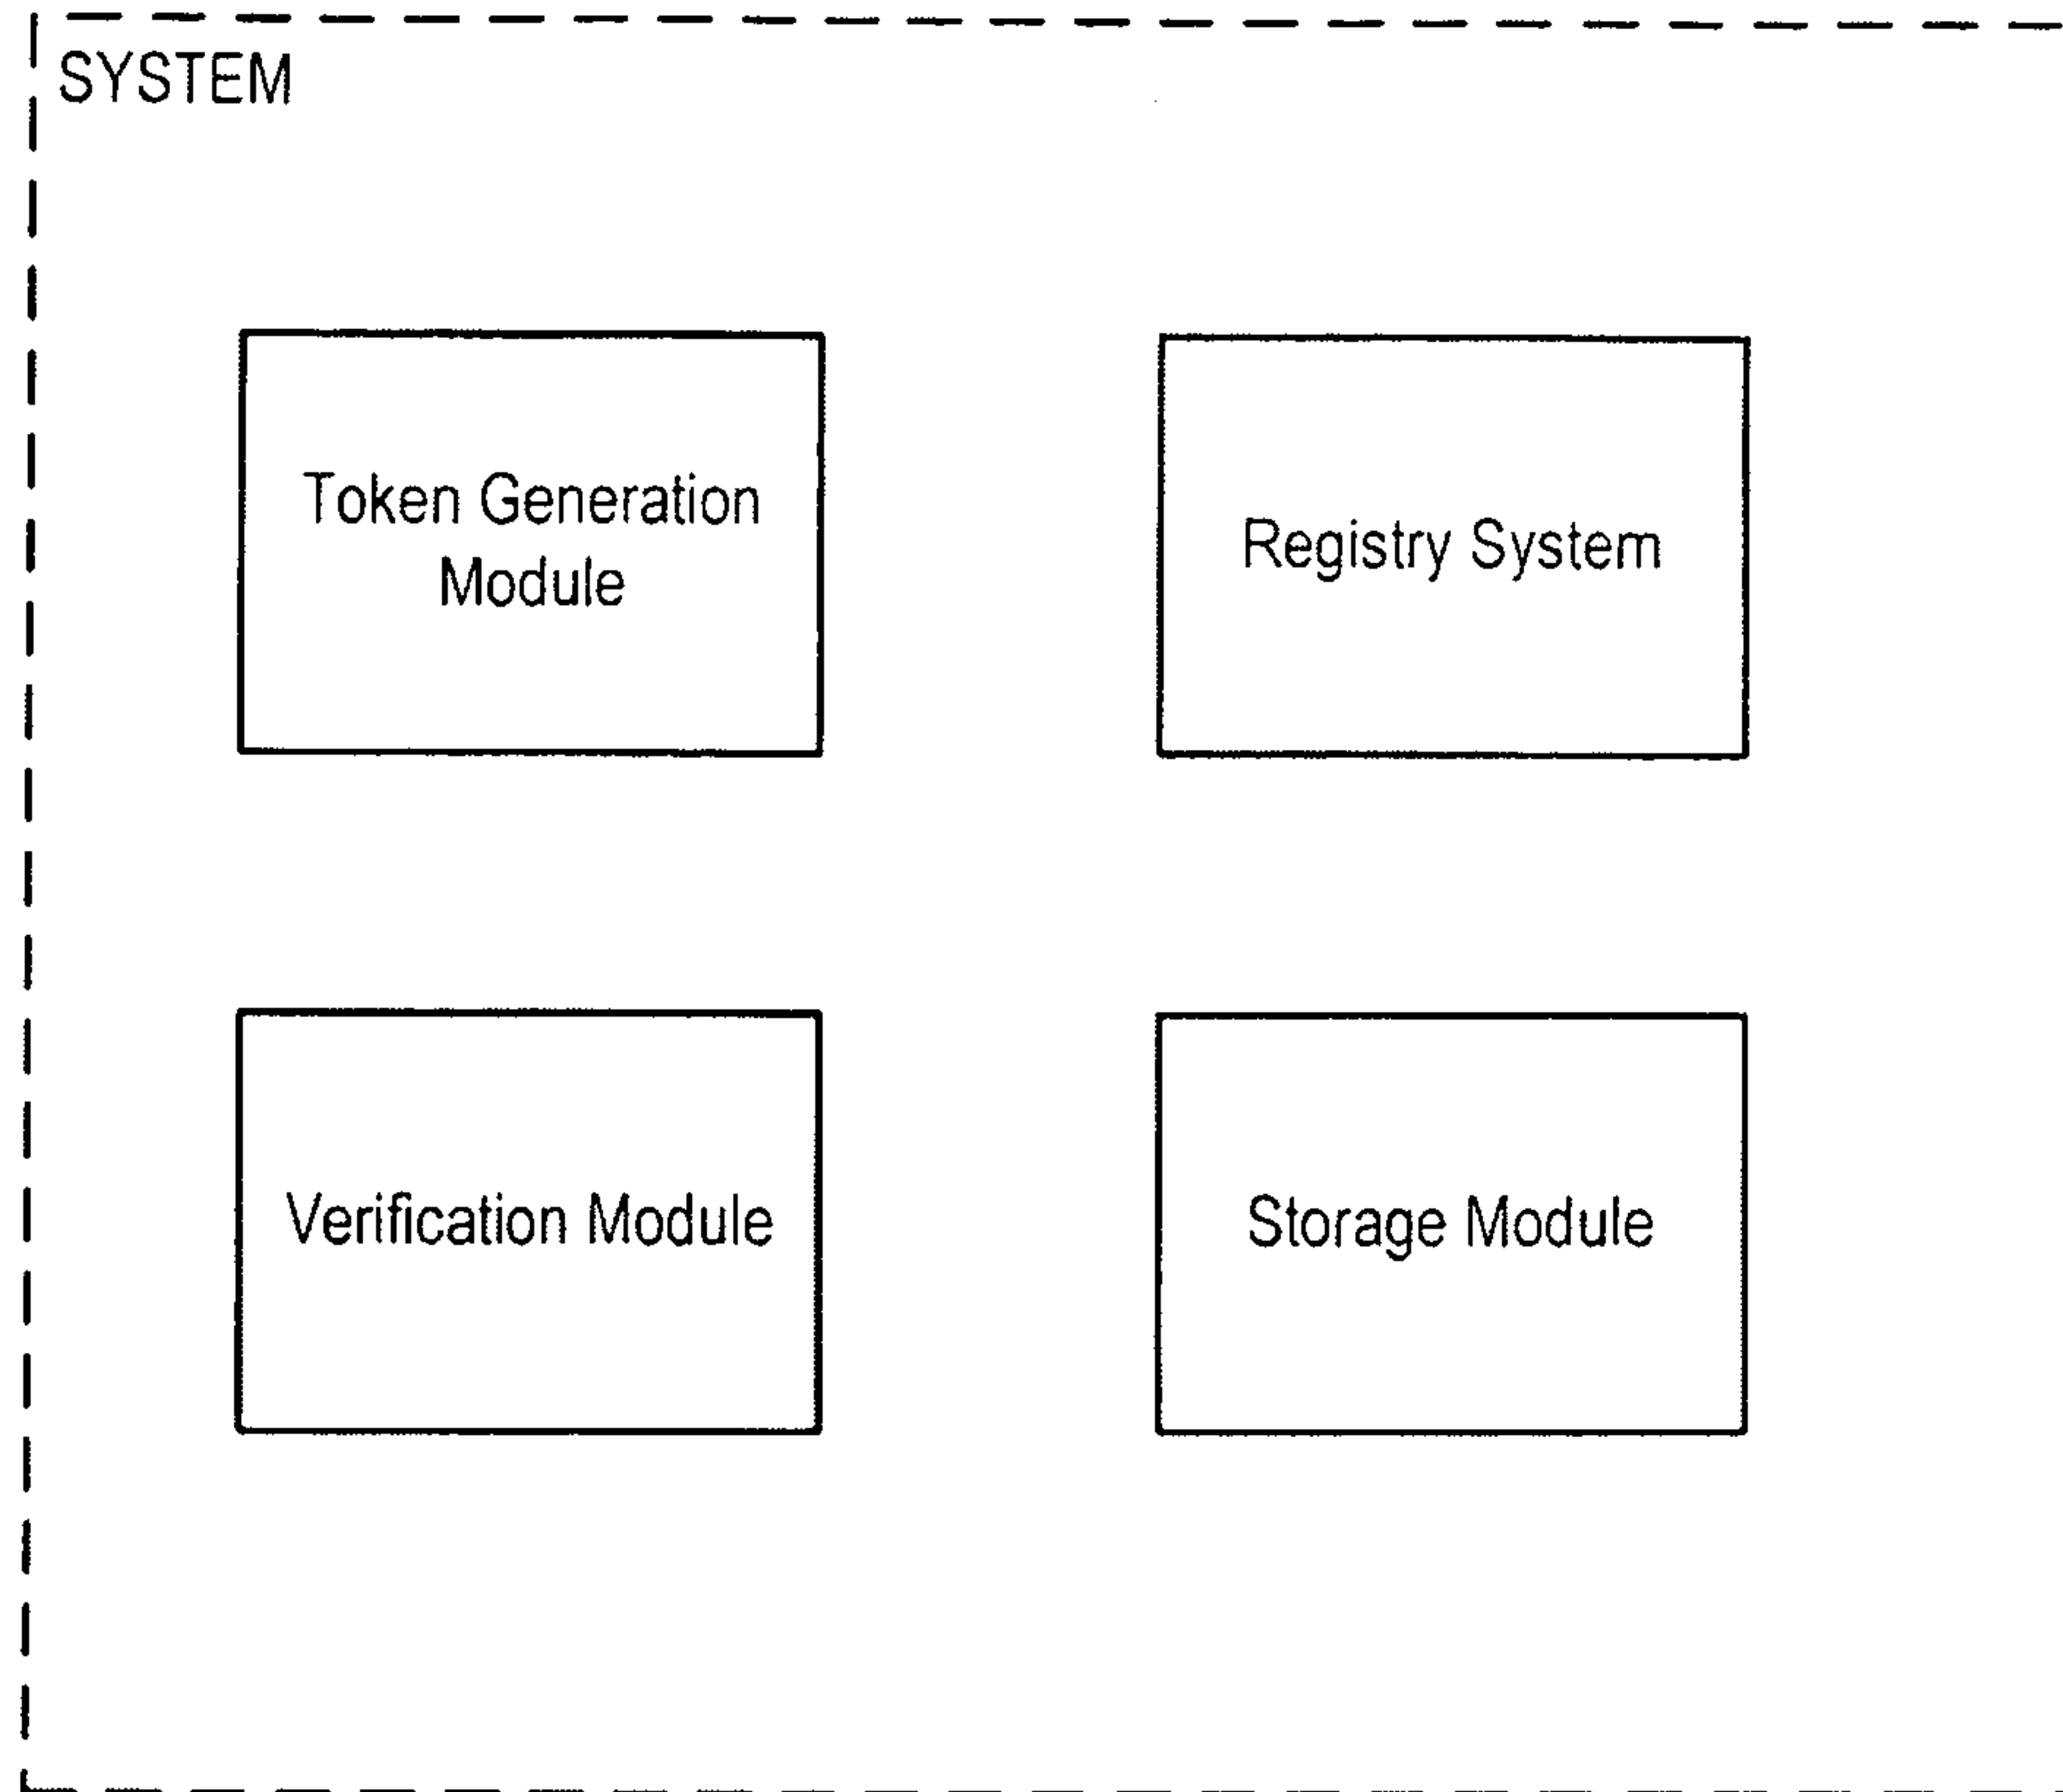 SYSTEM
Token Generation
Module
Registry System
Verification Module
Storage Module